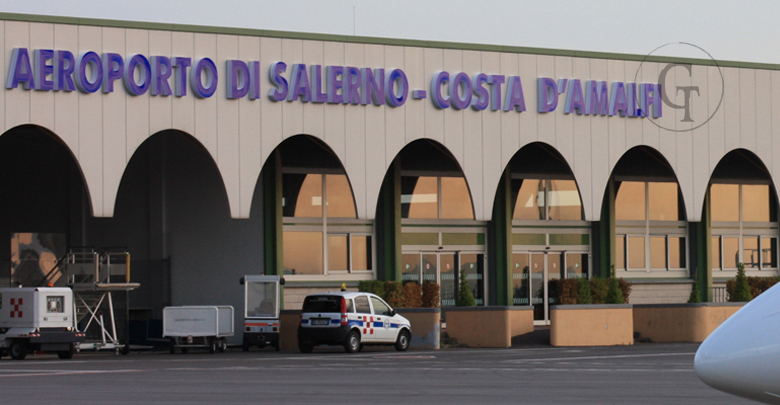 AEROPORTO DI SALERNO - COSTA D'AMALFI
GT